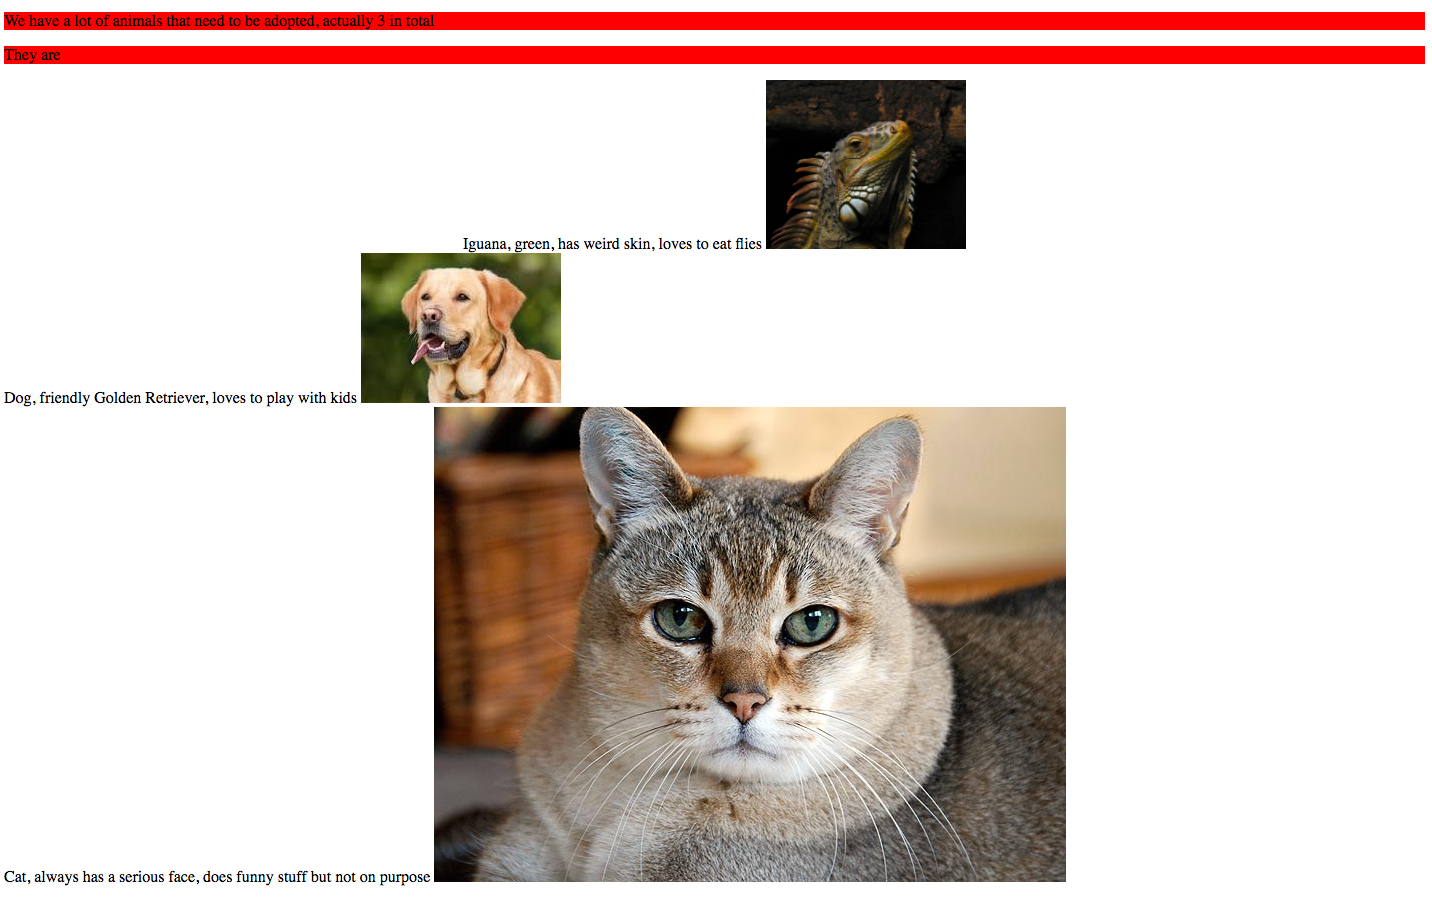 We have a lot of animals that need to be adopted, actually 3 in total
They are
Iguana, green, has weird skin, loves to eat flies
Dog, friendly Golden Retriever, loves to play with kids
Cat, always has a serious face, does funny stuff but not on purpose